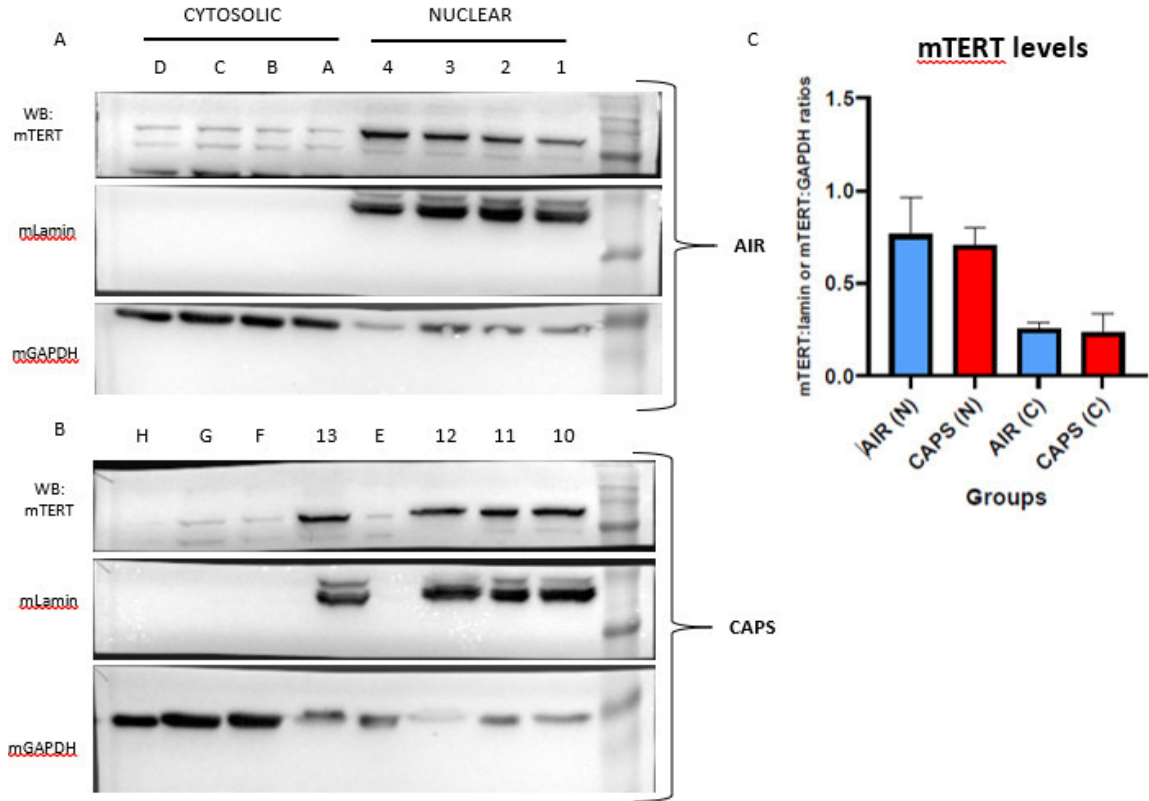 CYTOSOLIC NUCLEAR
A
D C B A 4 3 2 1
WB:
mTERT
mLamin
mGAPDH
AIR
B
H G F 13 E 12 11 10
WB:
mTERT
mLamin
mGAPDH
CAPS
C
mTERT levels
mTERT:lamin or mTERT:GAPDH ratios
1.5
1.0
0.5
0.0
AIR (N)
CAPS (N)
AIR (C)
CAPS (C)
Groups